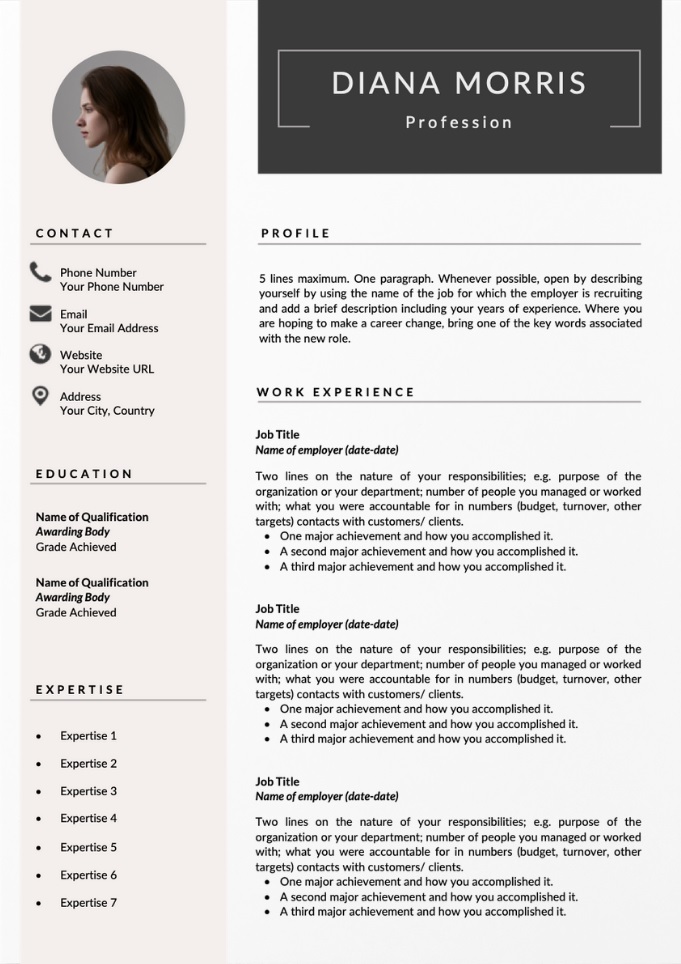 DIANA MORRIS
Profession
CONTACT
Phone Number
Your Phone Number
Email
Your Email Address
Website
Your Website URL
Address
Your City, Country
EDUCATION
Name of Qualification
Awarding Body
Grade Achieved
Name of Qualification
Awarding Body
Grade Achieved
EXPERTISE
• Expertise 1
• Expertise 2
• Expertise 3
• Expertise 4
• Expertise 5
• Expertise 6
• Expertise 7
PROFILE
5 lines maximum. One paragraph. Whenever possible, open by describing
yourself by using the name of the job for which the employer is recruiting
and add a brief description including your years of experience. Where you
are hoping to make a career change, bring one of the key words associated
with the new role.
WORK EXPERIENCE
Job Title
Name of employer (date-date)
Two lines on the nature of your responsibilities; e.g. purpose of the
organization or your department; number of people you managed or worked
with; what you were accountable for in numbers (budget, turnover, other
targets) contacts with customers/ clients.
• One major achievement and how you accomplished it.
• A second major achievement and how you accomplished it.
• A third major achievement and how you accomplished it.
Job Title
Name of employer (date-date)
Two lines on the nature of your responsibilities; e.g. purpose of the
organization or your department; number of people you managed or worked
with; what you were accountable for in numbers (budget, turnover, other
targets) contacts with customers/ clients.
• One major achievement and how you accomplished it.
• A second major achievement and how you accomplished it.
• A third major achievement and how you accomplished it.
Job Title
Name of employer (date-date)
Two lines on the nature of your responsibilities; e.g. purpose of the
organization or your department; number of people you managed or worked
with; what you were accountable for in numbers (budget, turnover, other
targets) contacts with customers/ clients.
• One major achievement and how you accomplished it.
• A second major achievement and how you accomplished it.
• A third major achievement and how you accomplished it.